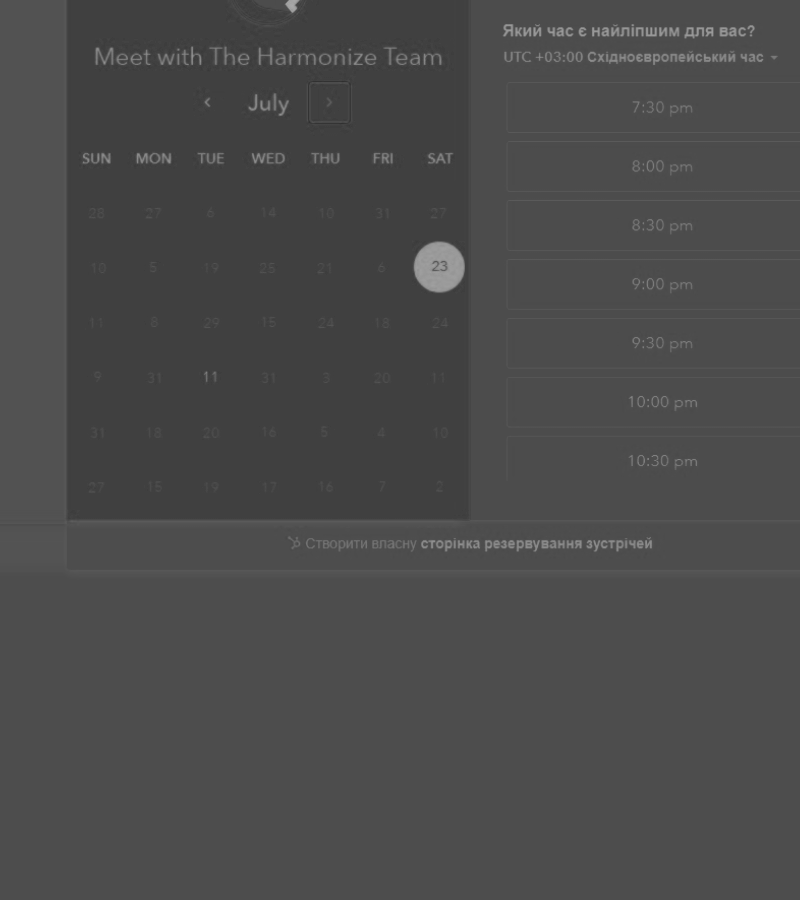 Meet with The Harmonize Team
July
SUN MON TUE WED THU FRI SAT
28 27 6 14 10 31 27
10 5 19 25 21 6 23
11 8 29 15 24 18 24
9 31 11 31 3 20 11
31 18 20 16 5 4 10
27 15 19 17 16 7 2
Який час є найліпшим для вас?
UTC +03:00 Східноєвропейський час
7:30 pm
8:00 pm
8:30 pm
9:00 pm
9:30 pm
10:00 pm
10:30 pm
Створити власну сторінка резервування зустрічей